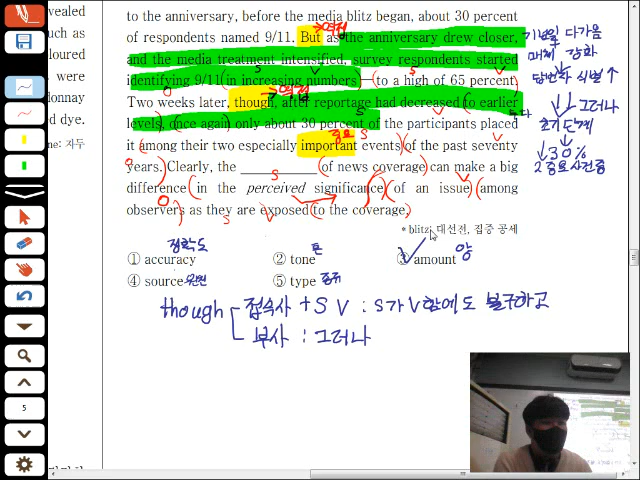 vealed
uch as
oloured
were
donnay
d dye.
me: 자두
to the anniversary, before the media blitz began, about 30 percent
of respondents named 9/11. But as the anniversary drew closer,
and the media treatment intensified, survey respondents started
identifying 9/11 in increasing numbers—to a high of 65 percent.
Two weeks later, though, after reportage had decreased to earlier
levels, once again only about 30 percent of the participants placed
it among their two especially important events of the past seventy
years. Clearly, the ________ of news coverage can make a big
difference in the perceived significance of an issue among
observers as they are exposed to the coverage.
* blitz: 대선전, 집중 공세
① accuracy 정확도
② tone 톤
③ amount 양
④ source 원천
⑤ type 종류
though 접속사 + S V : S가 V함에도 불구하고
부사 : 그러나
역접
역접
중요
기념일 다가옴
매체 강화
답변자 식별 ↑
↓ 그러나
초기단계
↓30%
2 중요사건중
5